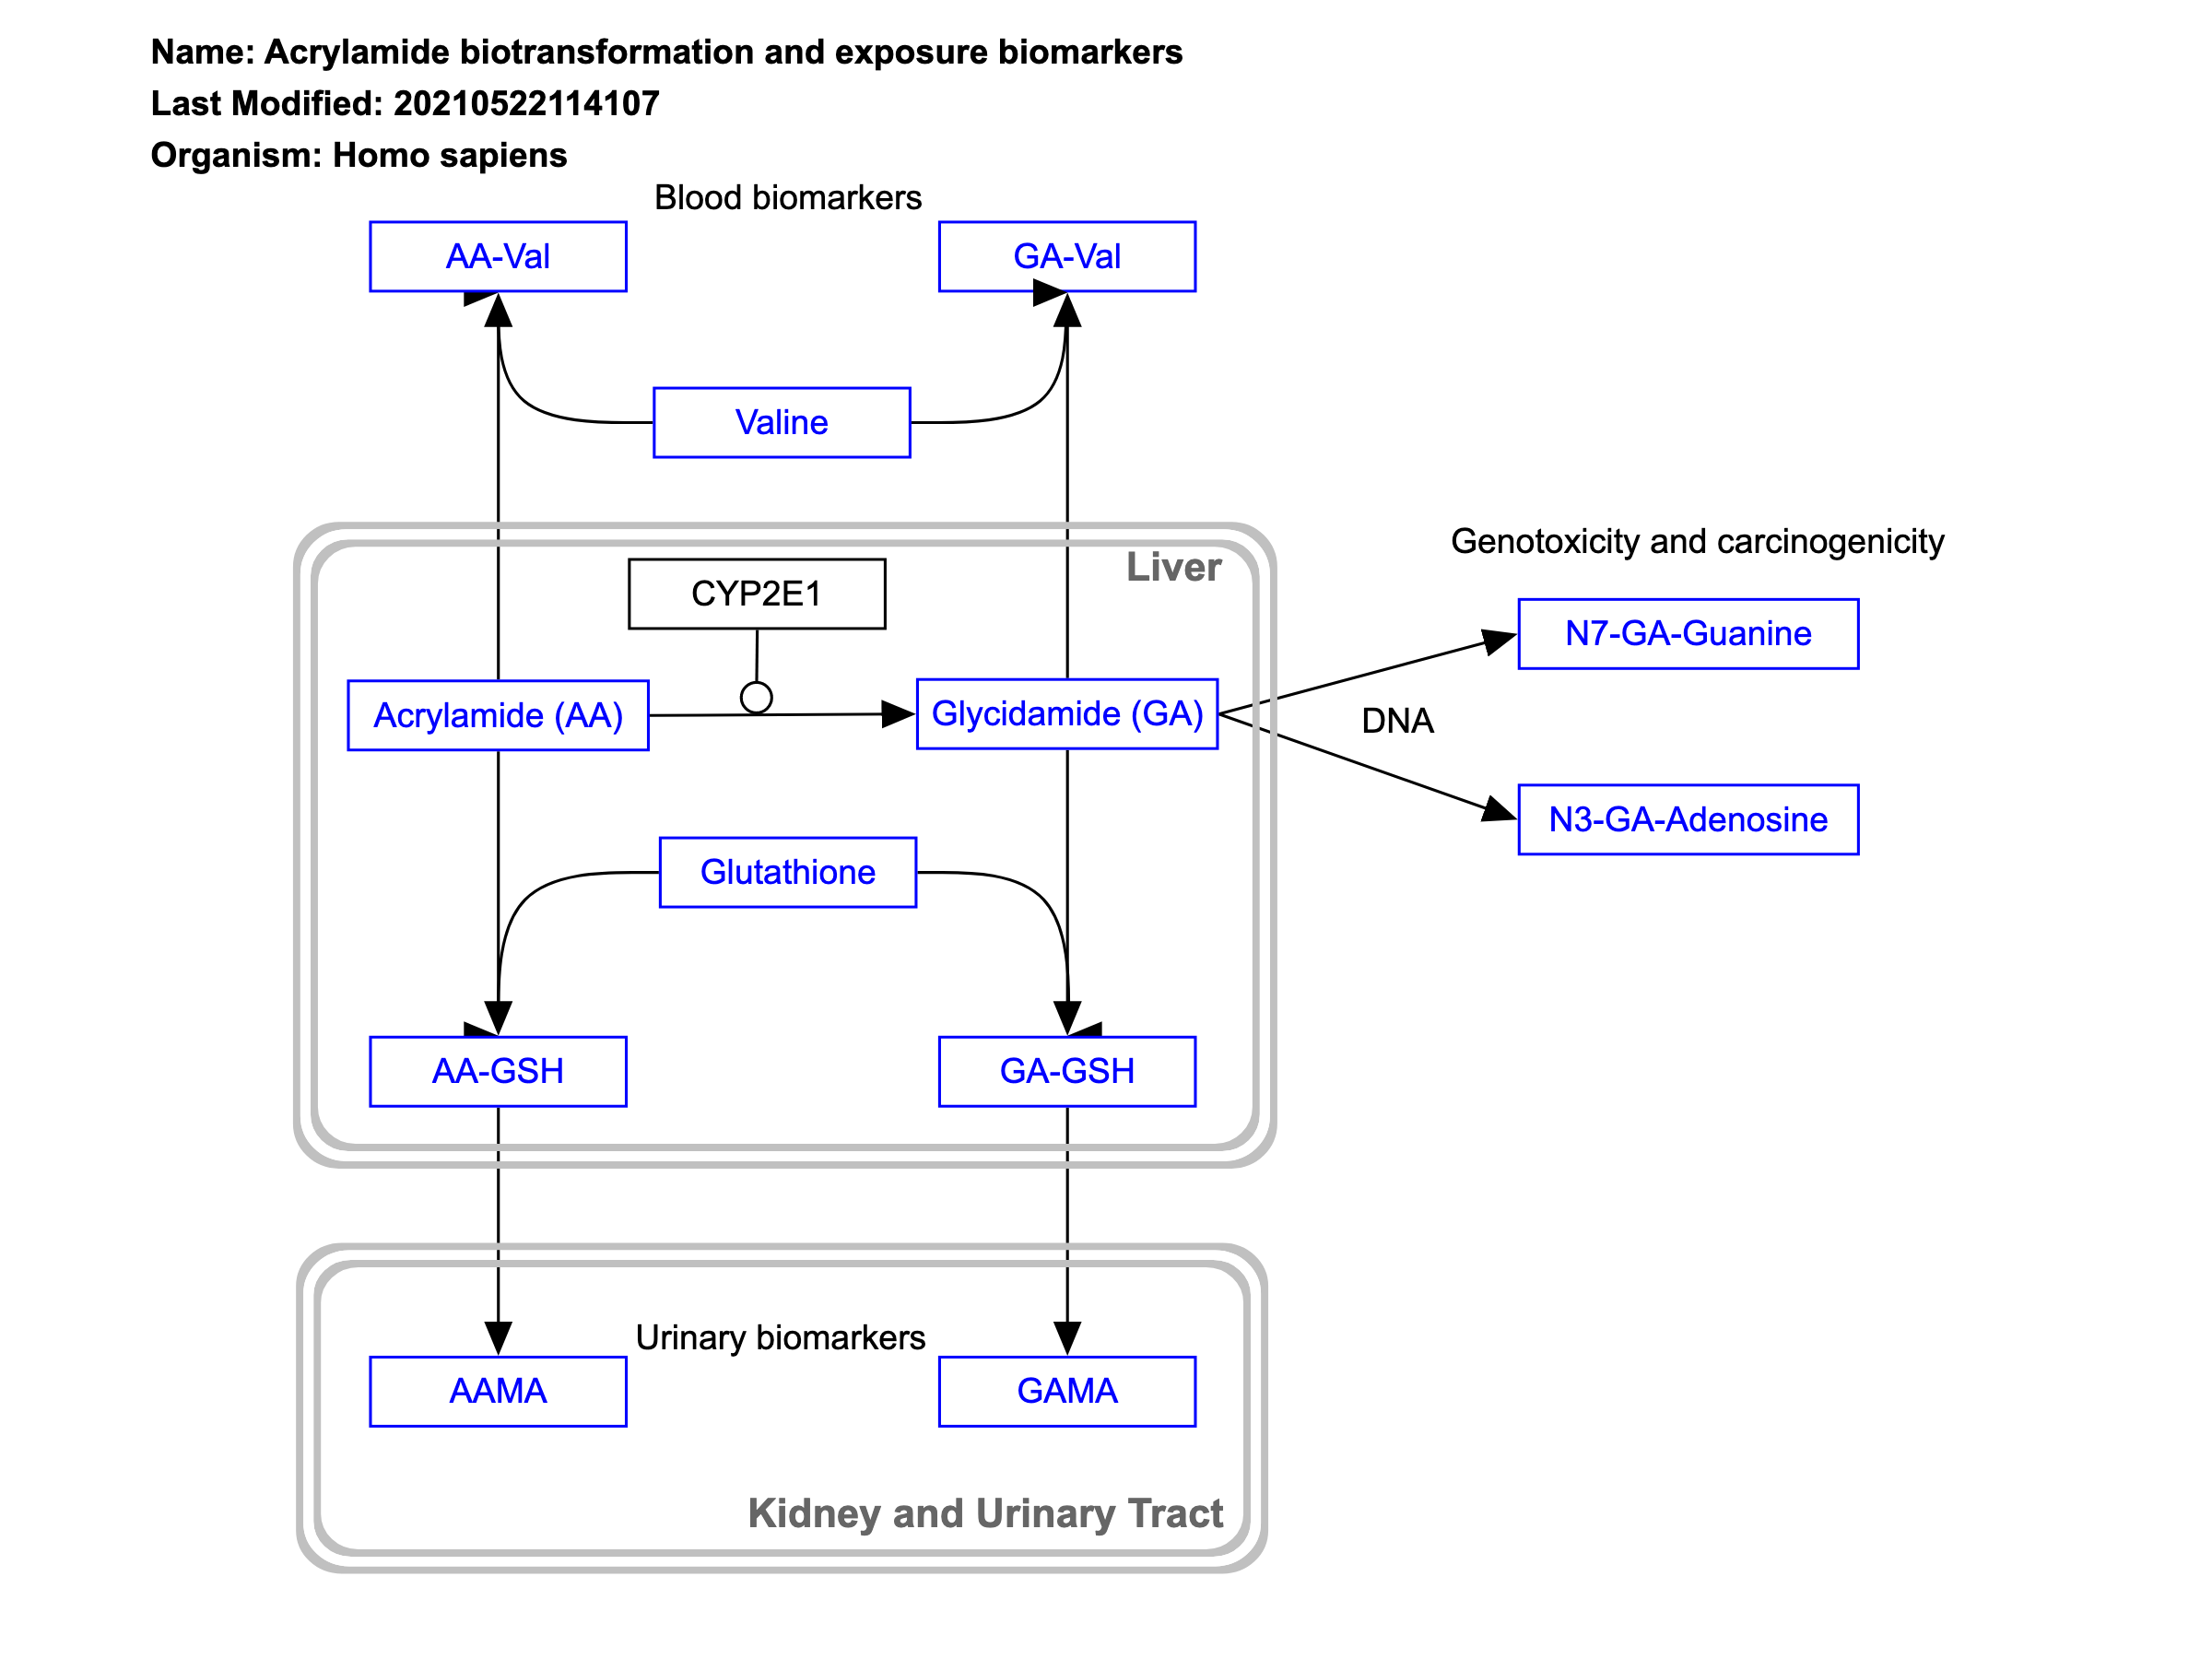 Name: Acrylamide biotransformation and exposure biomarkers
Last Modified: 20210522114107
Organism: Homo sapiens
Blood biomarkers
AA-Val
GA-Val
Valine
Liver
Genotoxicity and carcinogenicity
CYP2E1
N7-GA-Guanine
Acrylamide (AA)
Glycidamide (GA)
DNA
N3-GA-Adenosine
Glutathione
AA-GSH
GA-GSH
Urinary biomarkers
AAMA
GAMA
Kidney and Urinary Tract